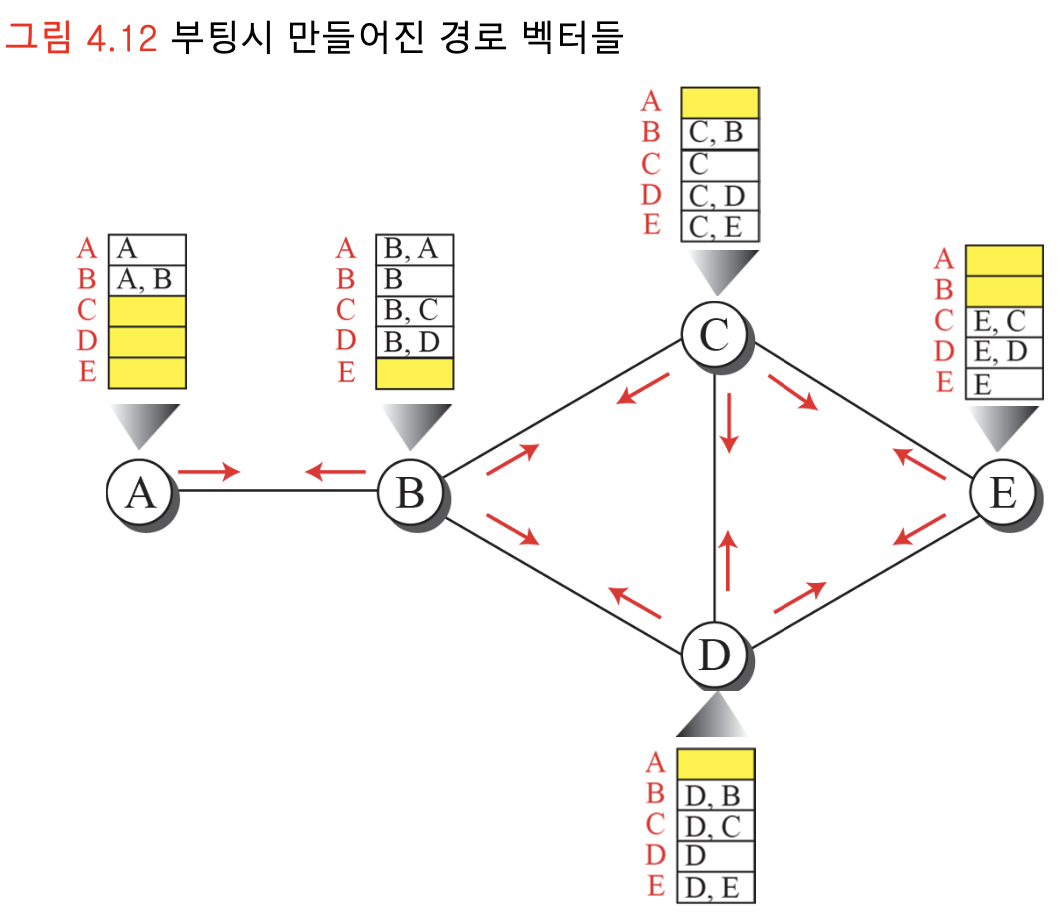 그림 4.12 부팅시 만들어진 경로 벡터들
A
B C, B
C C
D C, D
E C, E
A A
B A, B
C
D
E
A B, A
B B
C B, C
D B, D
E
A
B
C E, C
D E, D
E E
C
A
B
E
D
A
B D, B
C D, C
D D
E D, E